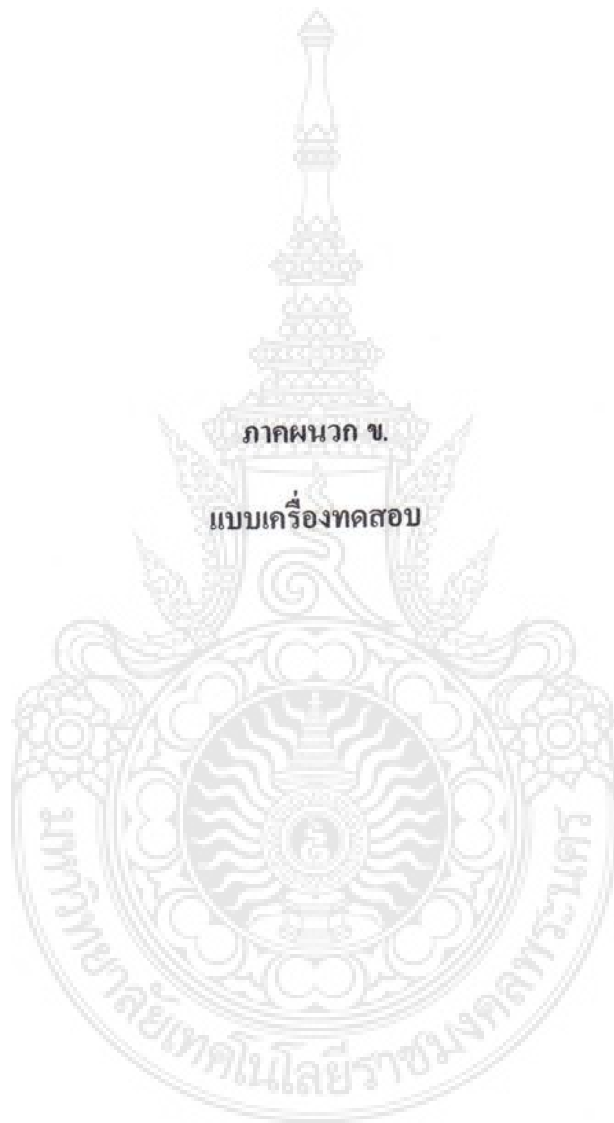 ภาคผนวก ข.
แบบเครื่องทดสอบ
มหาวิทยาลัยเทคโนโลยีราชมงคลพระนคร